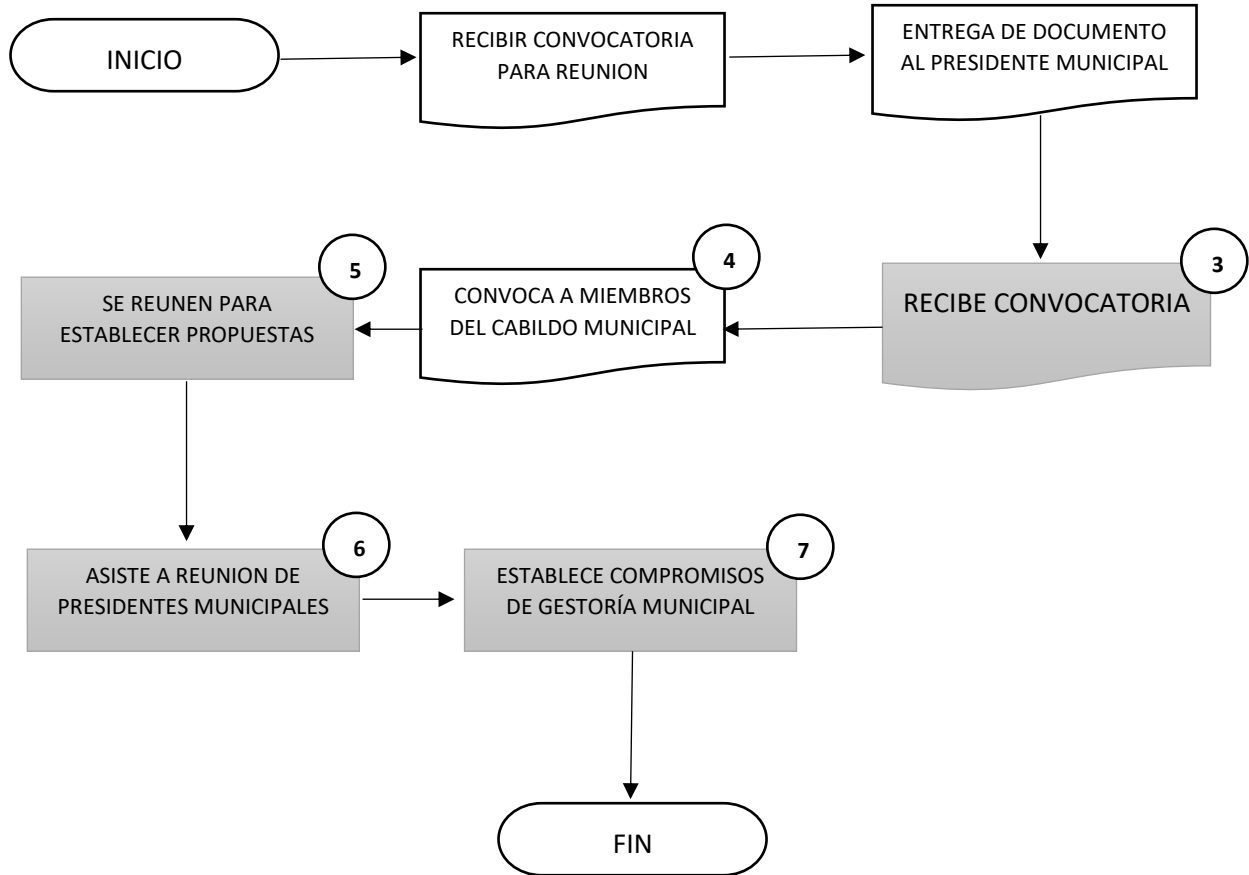 INICIO
RECIBIR CONVOCATORIA
PARA REUNION
ENTREGA DE DOCUMENTO
AL PRESIDENTE MUNICIPAL
3
RECIBE CONVOCATORIA
4
CONVOCA A MIEMBROS
DEL CABILDO MUNICIPAL
5
SE REUNEN PARA
ESTABLECER PROPUESTAS
6
ASISTE A REUNION DE
PRESIDENTES MUNICIPALES
7
ESTABLECE COMPROMISOS
DE GESTORÍA MUNICIPAL
FIN